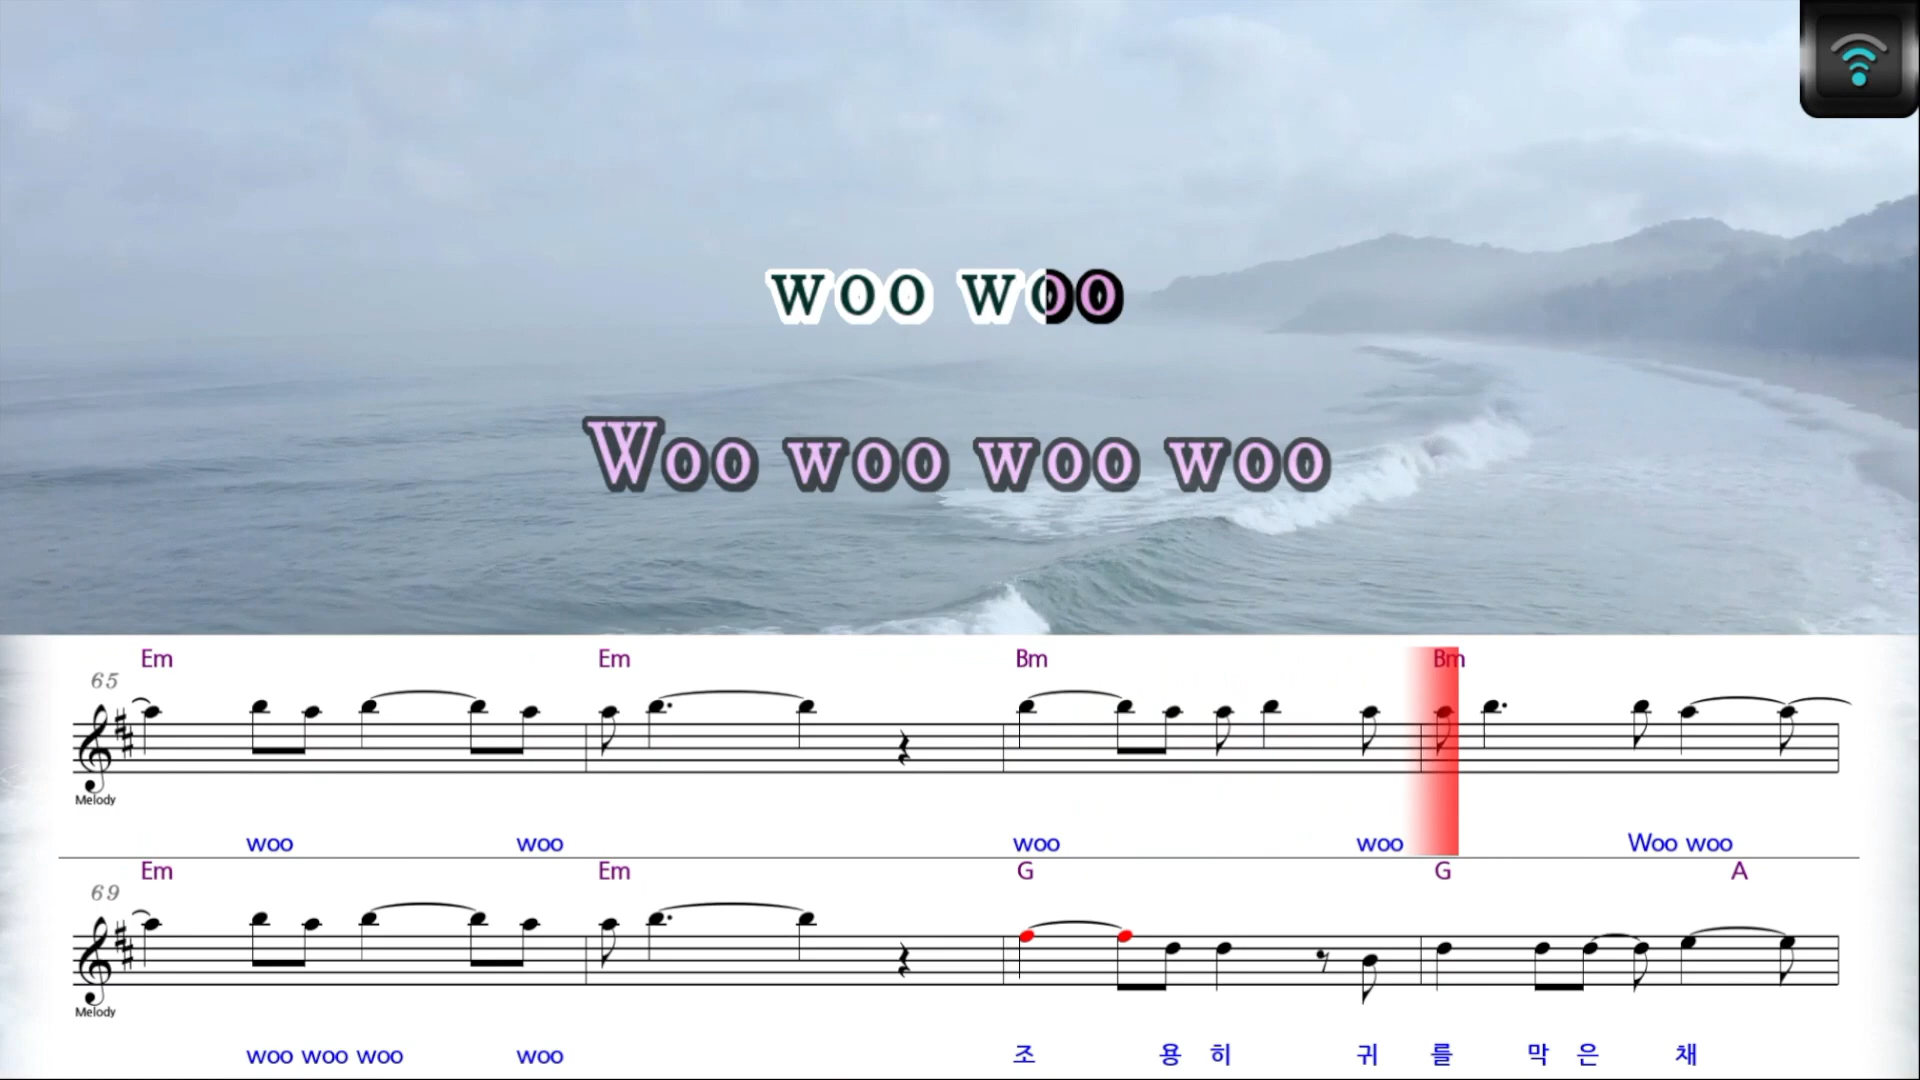 woo woo
Woo woo woo woo
Em Em Bm Bm
65
Melody
woo woo woo woo Woo woo
Em Em G G A
69
Melody
woo woo woo woo 조 용 히 귀 를 막 은 채